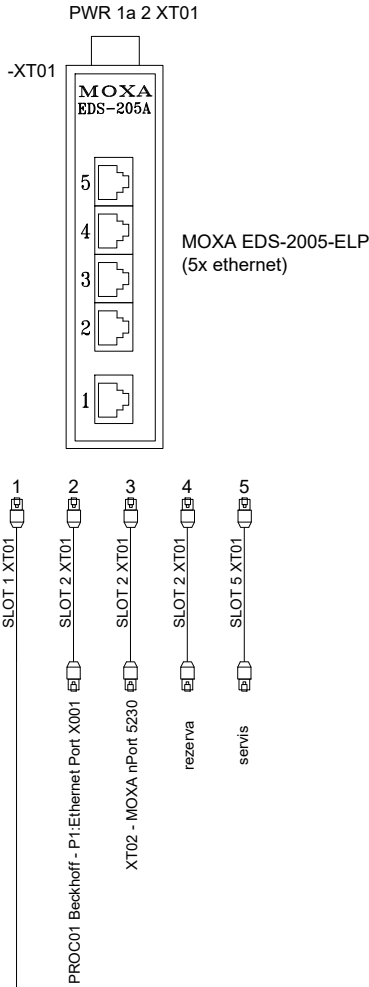 PWR 1a 2 XT01
-XT01
MOXA
EDS-205A
5
4
3
2
1
MOXA EDS-2005-ELP
(5x ethernet)
1
2
3
4
5
SLOT 1 XT01
SLOT 2 XT01
SLOT 2 XT01
SLOT 2 XT01
SLOT 5 XT01
PROC01 Beckhoff - P1:Ethernet Port X001
XT02 - MOXA nPort 5230
rezerva
servis